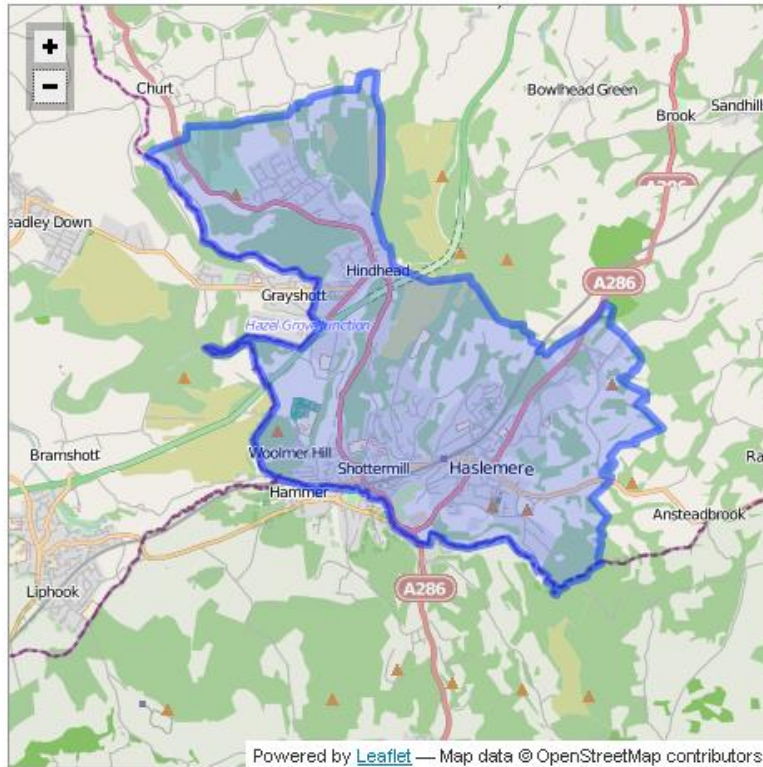 +
−
Churt
Bowlhead Green
Brook
Sandhill
eadley Down
Hindhead
A286
Grayshott
Hazel Grove Junction
Bramshott
Woolmer Hill
Shottermill
Haslemere
Ra
Hammer
Ansteadbrook
Liphook
A286
Powered by Leaflet — Map data © OpenStreetMap contributors